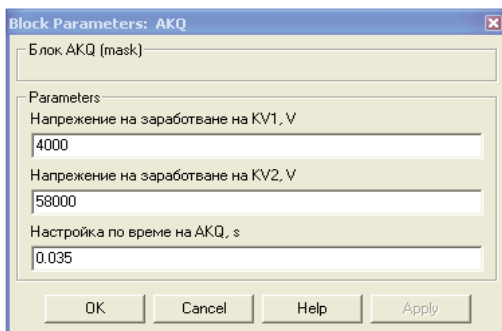 Block Parameters: AKQ
Блок AKQ (mask)
Parameters
Напрежение на заработване на KV1, V
4000
Напрежение на заработване на KV2, V
58000
Настройка по време на AKQ, s
0.035
OK Cancel Help Apply